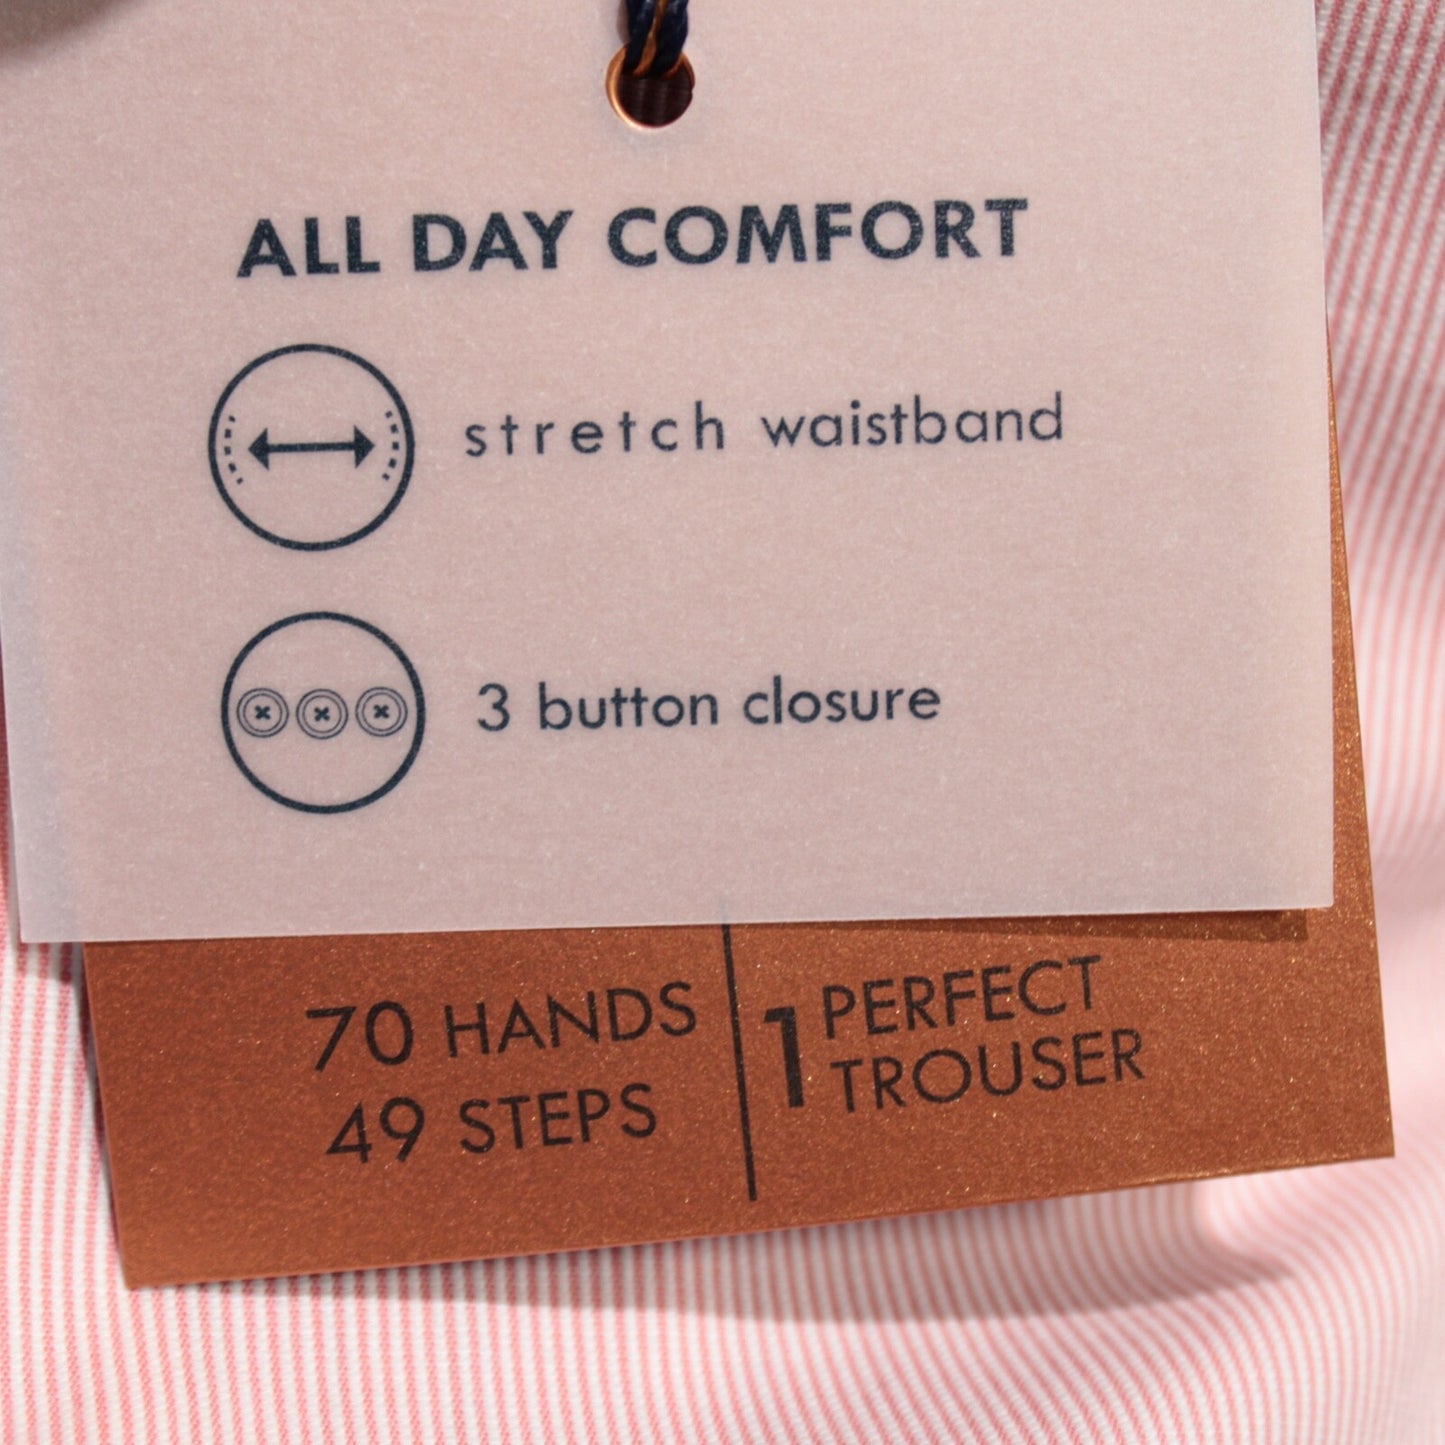 ALL DAY COMFORT
stretch waistband
3 button closure
70 HANDS
49 STEPS
1 PERFECT
TROUSER